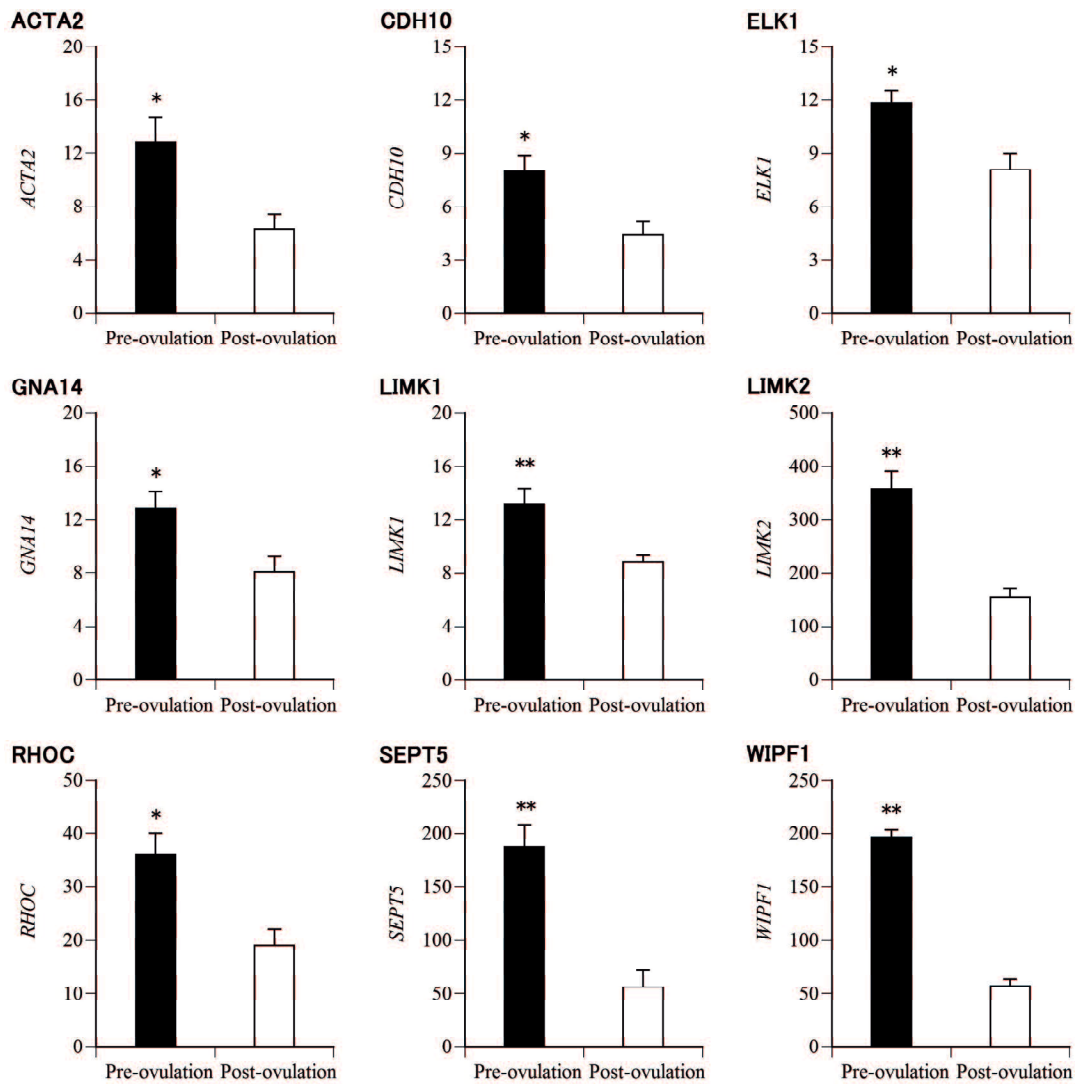 ACTA2
20
16
12
8
4
0
ACTA2
*
Pre-ovulation Post-ovulation
CDH10
15
12
9
6
3
0
CDH10
*
Pre-ovulation Post-ovulation
ELK1
15
12
9
6
3
0
ELK1
*
Pre-ovulation Post-ovulation
GNA14
20
16
12
8
4
0
GNA14
*
Pre-ovulation Post-ovulation
LIMK1
20
16
12
8
4
0
LIMK1
**
Pre-ovulation Post-ovulation
LIMK2
500
400
300
200
100
0
LIMK2
**
Pre-ovulation Post-ovulation
RHOC
50
40
30
20
10
0
RHOC
*
Pre-ovulation Post-ovulation
SEPT5
250
200
150
100
50
0
SEPT5
**
Pre-ovulation Post-ovulation
WIPF1
250
200
150
100
50
0
WIPF1
**
Pre-ovulation Post-ovulation